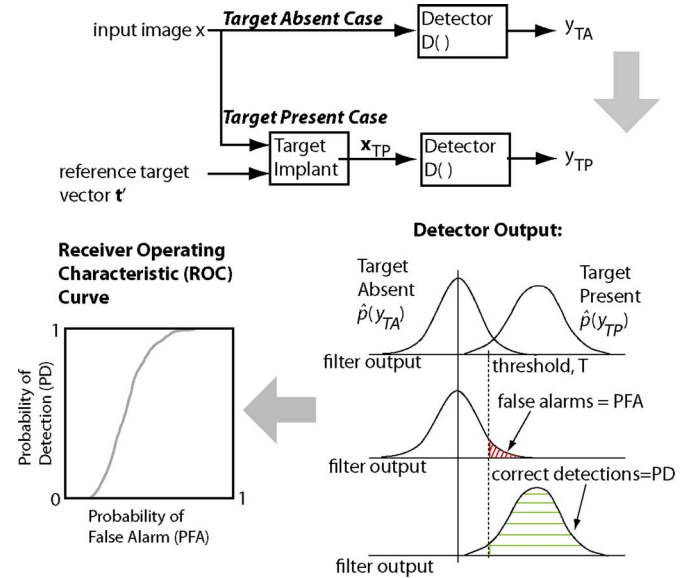 Target Absent Case
input image x
Detector
D( )
y_TA
Target Present Case
Target
Implant
x_TP
Detector
D( )
y_TP
reference target
vector t'
Detector Output:
Receiver Operating
Characteristic (ROC)
Curve
Target
Absent
p̂(y_TA)
Target
Present
p̂(y_TP)
filter output
threshold, T
1
Probability of
Detection (PD)
0
1
Probability of
False Alarm (PFA)
false alarms = PFA
filter output
correct detections=PD
filter output